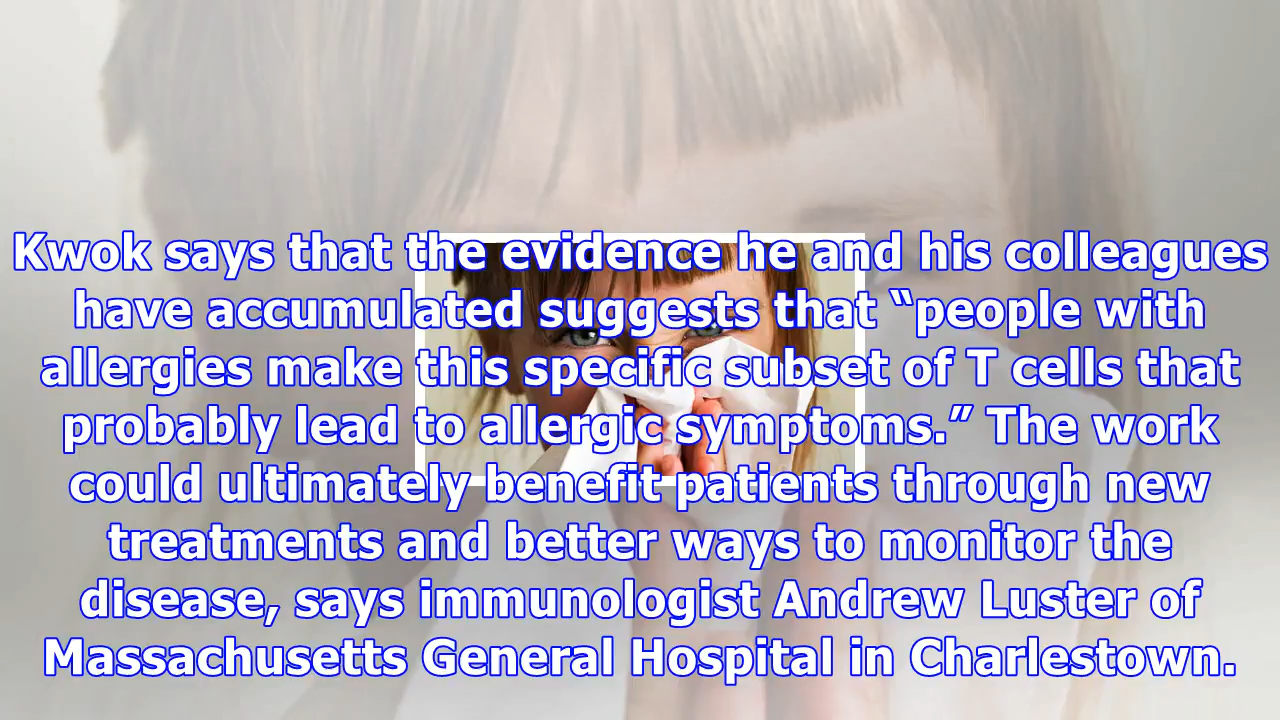 Kwok says that the evidence he and his colleagues
have accumulated suggests that “people with
allergies make this specific subset of T cells that
probably lead to allergic symptoms.” The work
could ultimately benefit patients through new
treatments and better ways to monitor the
disease, says immunologist Andrew Luster of
Massachusetts General Hospital in Charlestown.